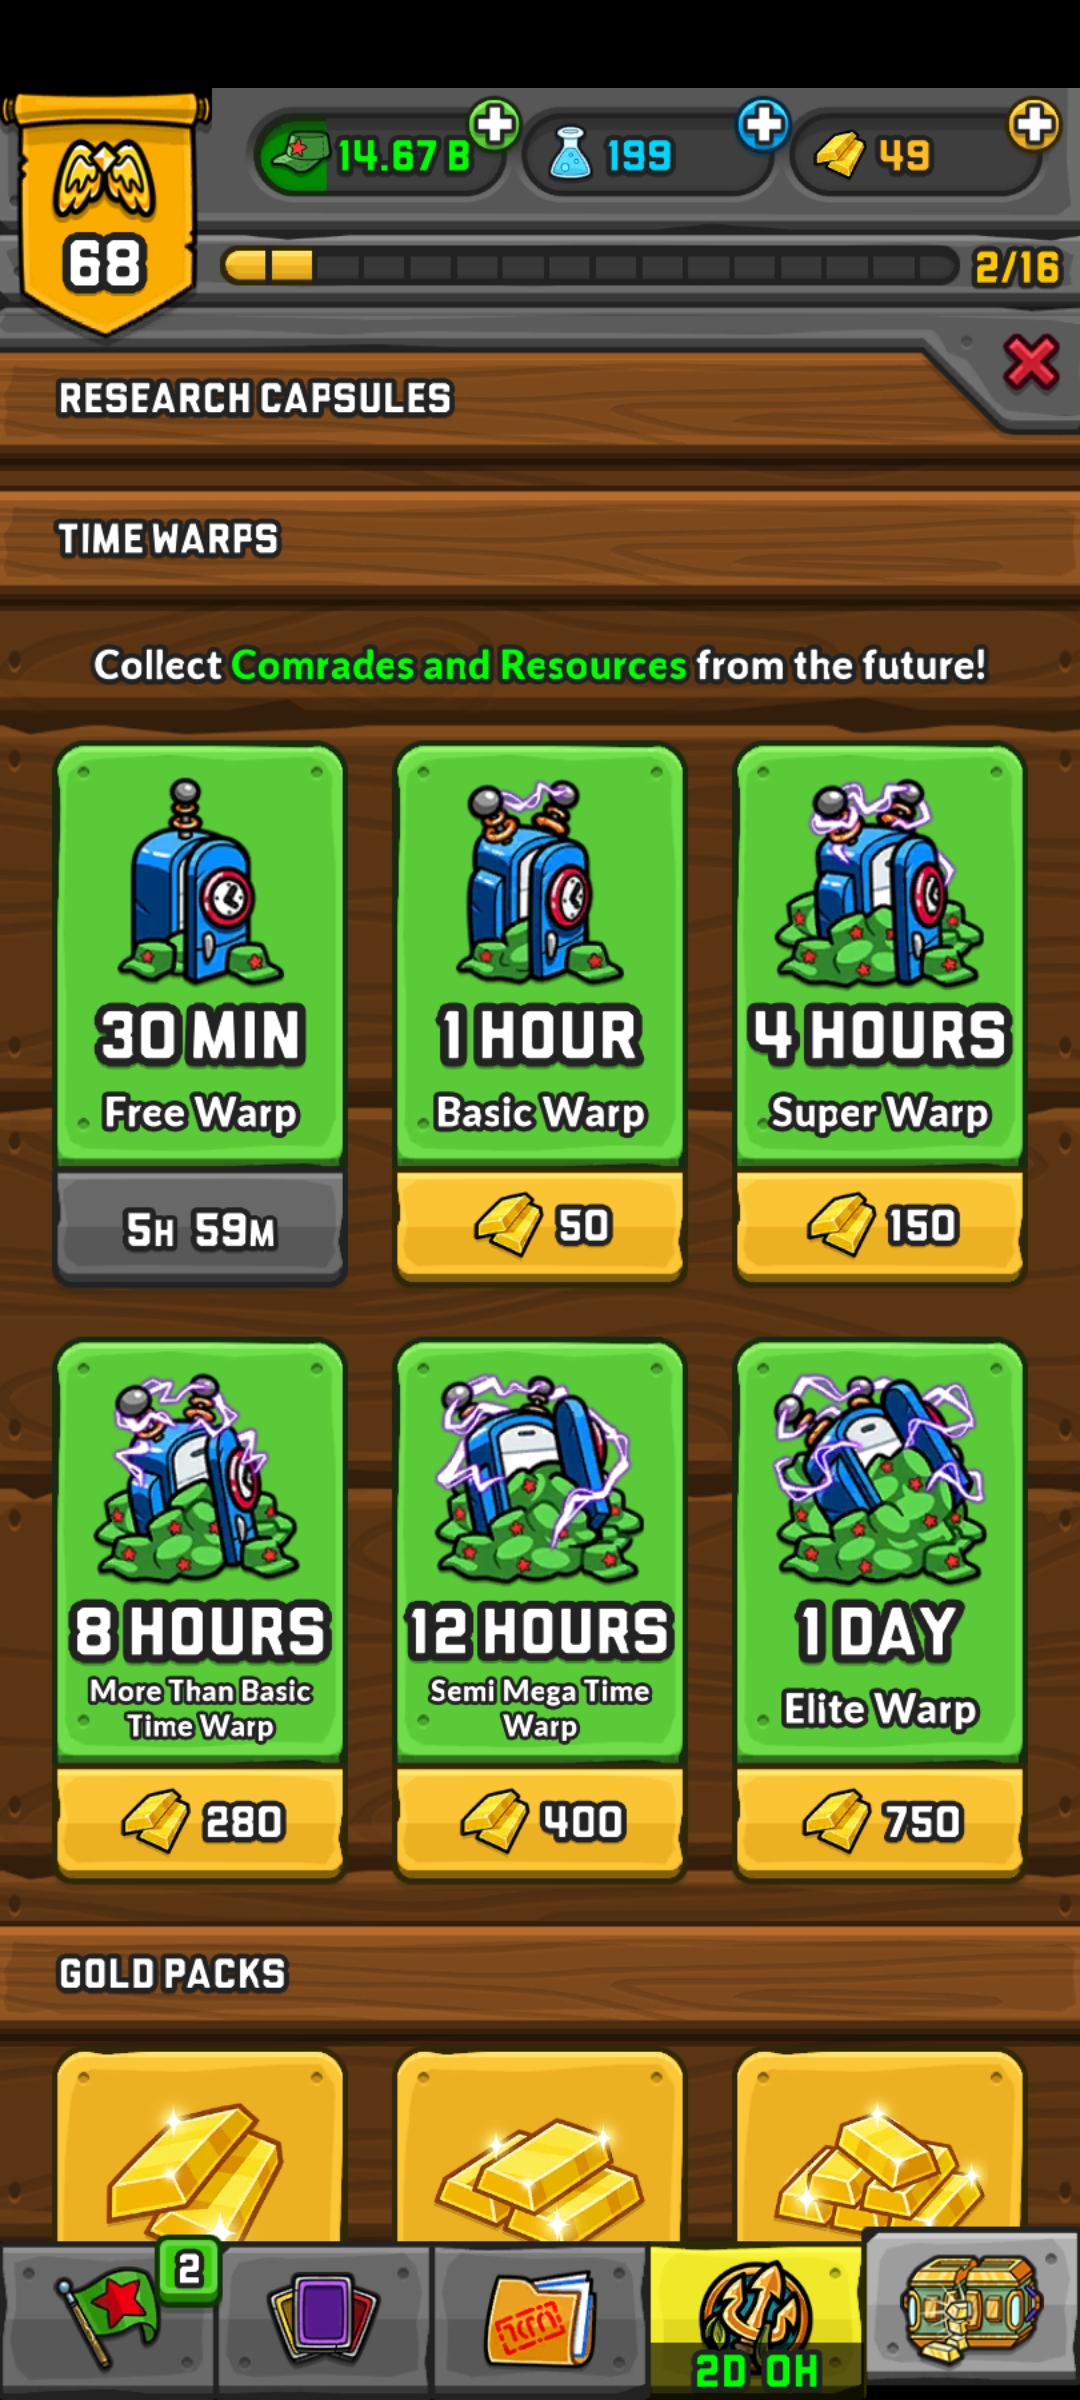 14.67 B
199
49
68
2/16
RESEARCH CAPSULES
TIME WARPS
Collect Comrades and Resources from the future!
30 MIN
Free Warp
5H 59M
1 HOUR
Basic Warp
50
4 HOURS
Super Warp
150
8 HOURS
More Than Basic
Time Warp
280
12 HOURS
Semi Mega Time
Warp
400
1 DAY
Elite Warp
750
GOLD PACKS
2
2D 0H